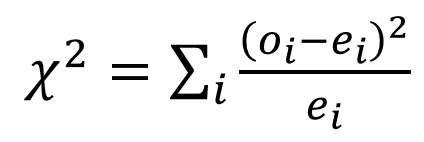 χ² = ∑ᵢ (oᵢ−eᵢ)² / eᵢ